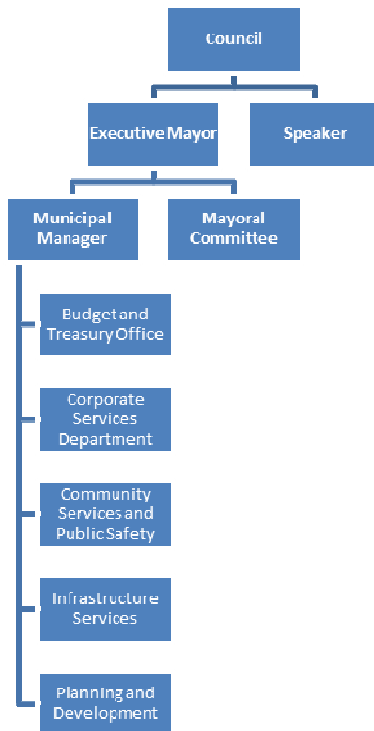 Council
Executive Mayor
Speaker
Municipal
Manager
Mayoral
Committee
Budget and
Treasury Office
Corporate
Services
Department
Community
Services and
Public Safety
Infrastructure
Services
Planning and
Development